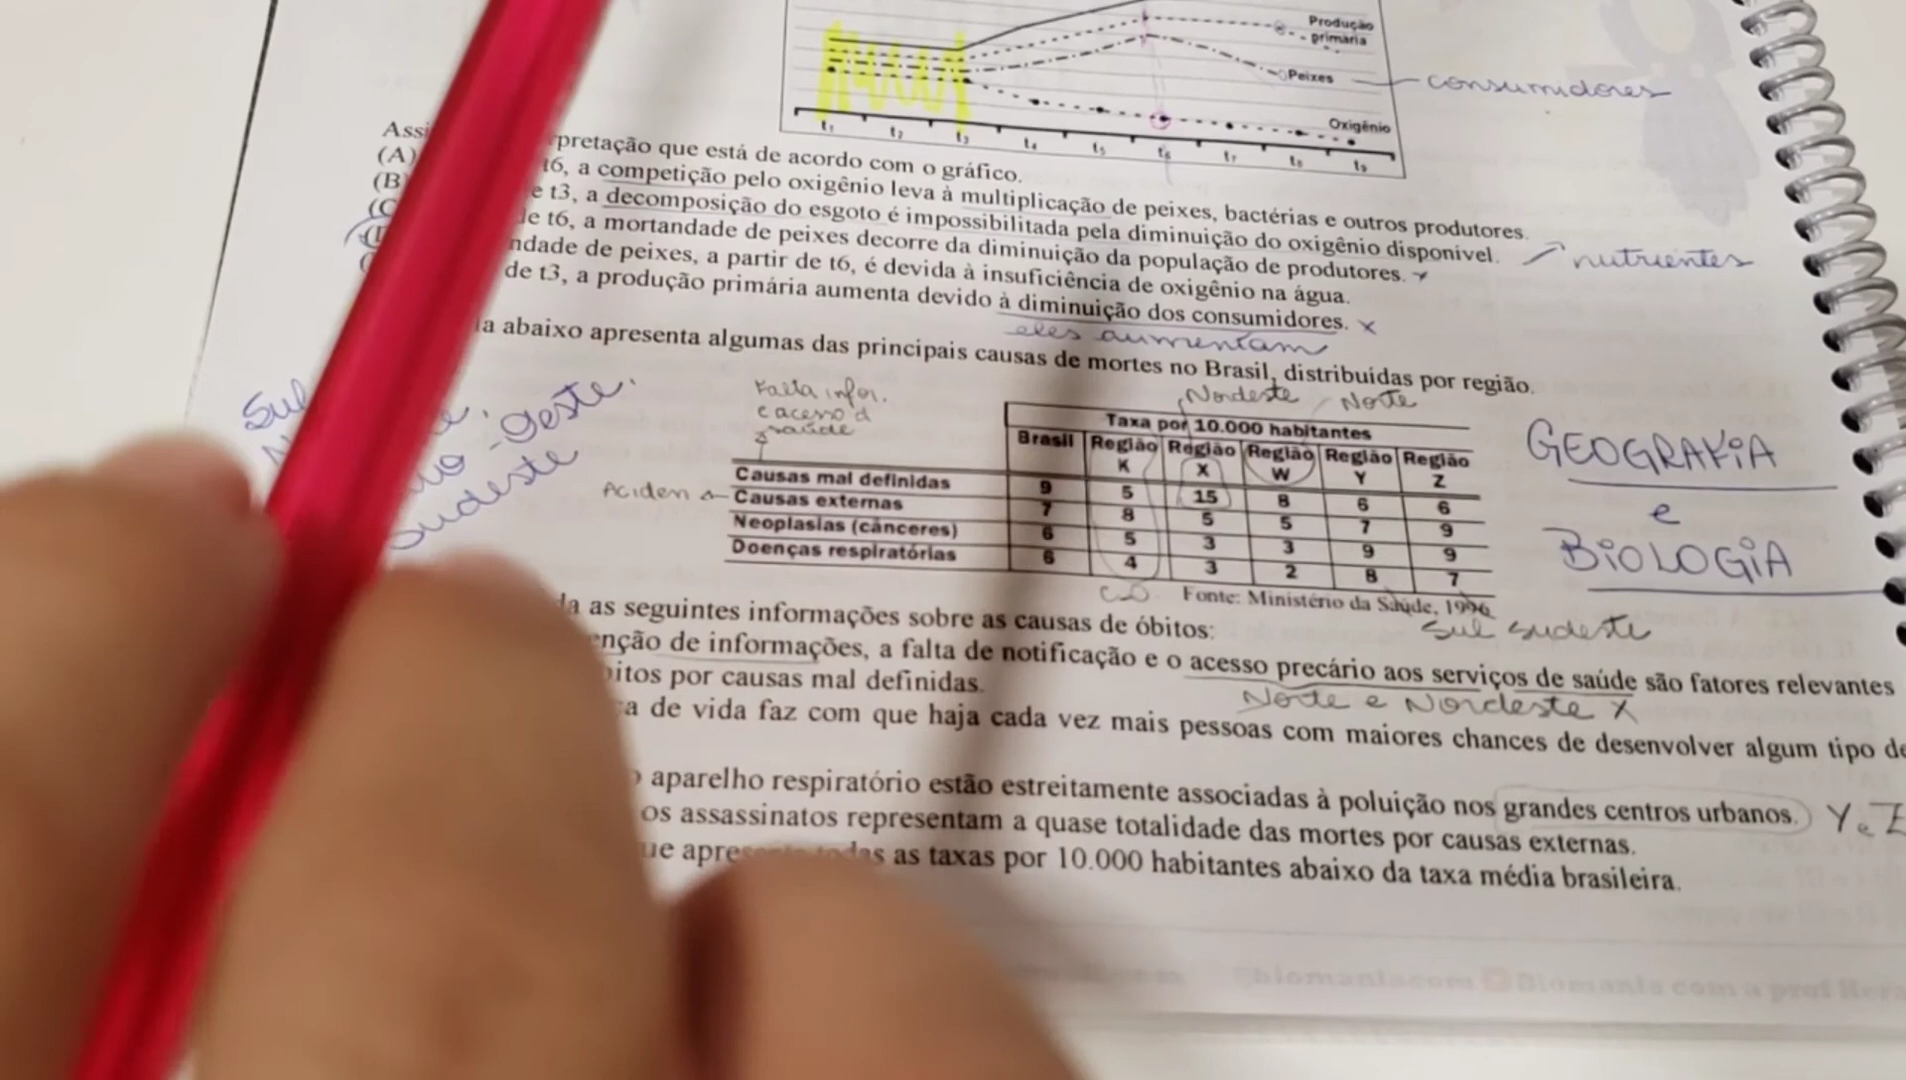 Produção
primária
Peixes
consumidores
Oxigênio
t1 t2 t3 t4 t5 t6 t7 t8 t9
pretação que está de acordo com o gráfico.
(A) t6, a competição pelo oxigênio leva à multiplicação de peixes, bactérias e outros produtores.
(B e t3, a decomposição do esgoto é impossibilitada pela diminuição do oxigênio disponível.
nutrientes
(C de t6, a mortandade de peixes decorre da diminuição da população de produtores.
ndade de peixes, a partir de t6, é devida à insuficiência de oxigênio na água.
de t3, a produção primária aumenta devido à diminuição dos consumidores. x
eles aumentam
la abaixo apresenta algumas das principais causas de mortes no Brasil, distribuídas por região.
Sul
geste
sudeste
Falta infor.
e acesso a
saúde
Nordeste Norte
Taxa por 10.000 habitantes
Brasil Região K Região X Região W Região Y Região Z
Causas mal definidas 9 5 15 8 6 6
Aciden
Causas externas 7 8 5 5 7 9
Neoplasias (cânceres) 6 5 3 3 9 9
Doenças respiratórias 6 4 3 2 8 7
C-O
Fonte: Ministério da Saúde, 1996
Sul Sudeste
GEOGRAFIA
e
BIOLOGIA
da as seguintes informações sobre as causas de óbitos:
enção de informações, a falta de notificação e o acesso precário aos serviços de saúde são fatores relevantes
bitos por causas mal definidas.
Norte e Nordeste X
a de vida faz com que haja cada vez mais pessoas com maiores chances de desenvolver algum tipo de
o aparelho respiratório estão estreitamente associadas à poluição nos grandes centros urbanos.
Y e Z
os assassinatos representam a quase totalidade das mortes por causas externas.
ue apresenta todas as taxas por 10.000 habitantes abaixo da taxa média brasileira.